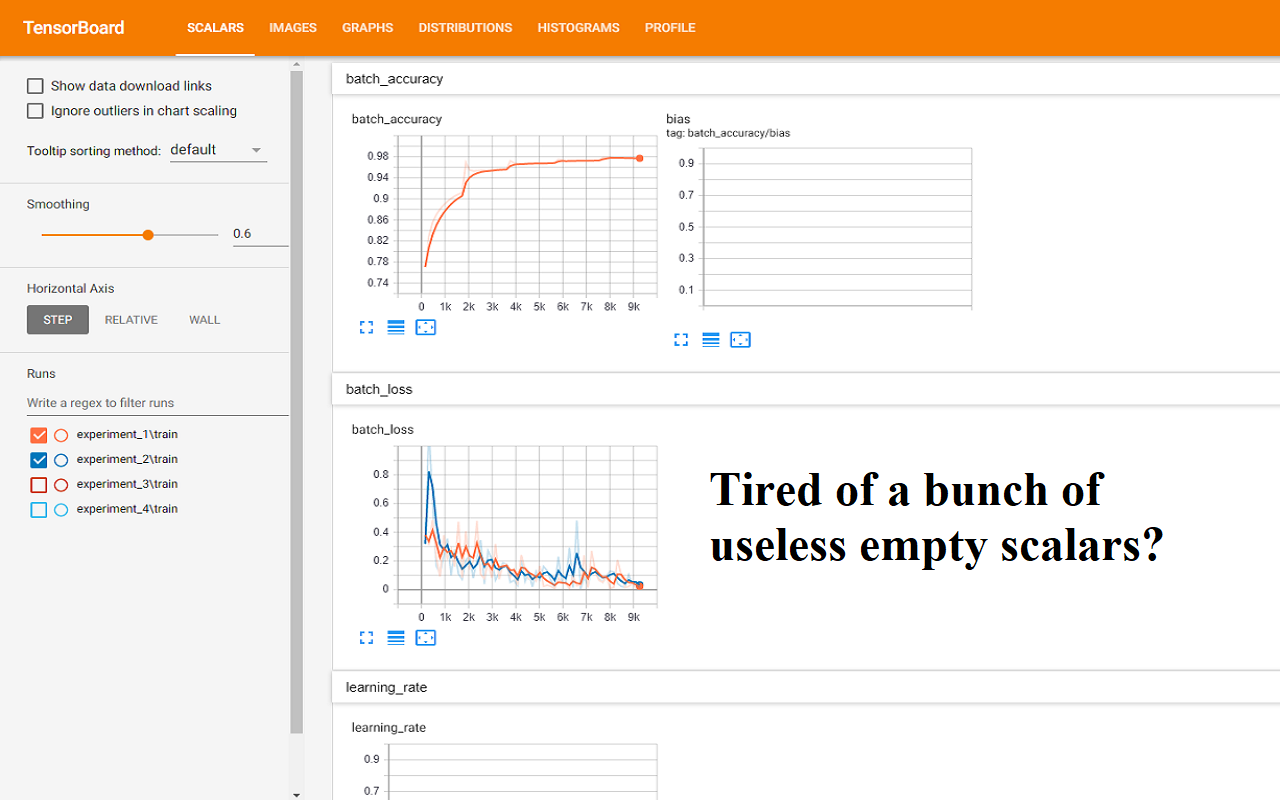 TensorBoard SCALARS IMAGES GRAPHS DISTRIBUTIONS HISTOGRAMS PROFILE
Show data download links
Ignore outliers in chart scaling
Tooltip sorting method: default
Smoothing
0.6
Horizontal Axis
STEP RELATIVE WALL
Runs
Write a regex to filter runs
experiment_1\train
experiment_2\train
experiment_3\train
experiment_4\train
batch_accuracy
batch_accuracy
0.98
0.94
0.9
0.86
0.82
0.78
0.74
0 1k 2k 3k 4k 5k 6k 7k 8k 9k
bias
tag: batch_accuracy/bias
0.9
0.7
0.5
0.3
0.1
batch_loss
batch_loss
0.8
0.6
0.4
0.2
0
0 1k 2k 3k 4k 5k 6k 7k 8k 9k
Tired of a bunch of
useless empty scalars?
learning_rate
learning_rate
0.9
0.7